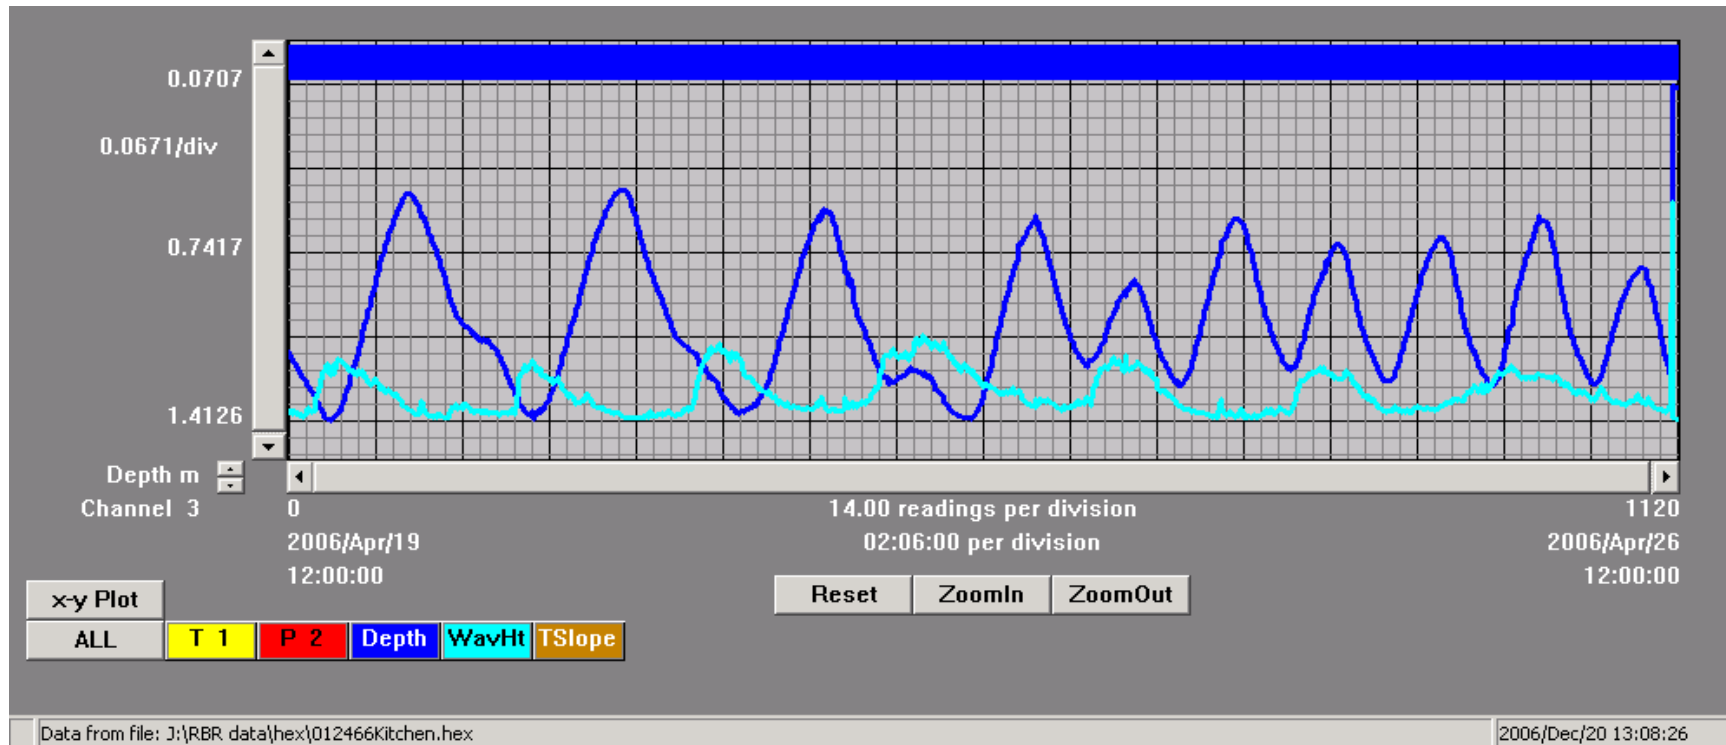 0.0707
0.0671/div
0.7417
1.4126
Depth m
Channel 3
0 14.00 readings per division 1120
2006/Apr/19 02:06:00 per division 2006/Apr/26
12:00:00 12:00:00
x-y Plot Reset ZoomIn ZoomOut
ALL T 1 P 2 Depth WavHt TSlope
Data from file: J:\RBR data\hex\012466Kitchen.hex 2006/Dec/20 13:08:26